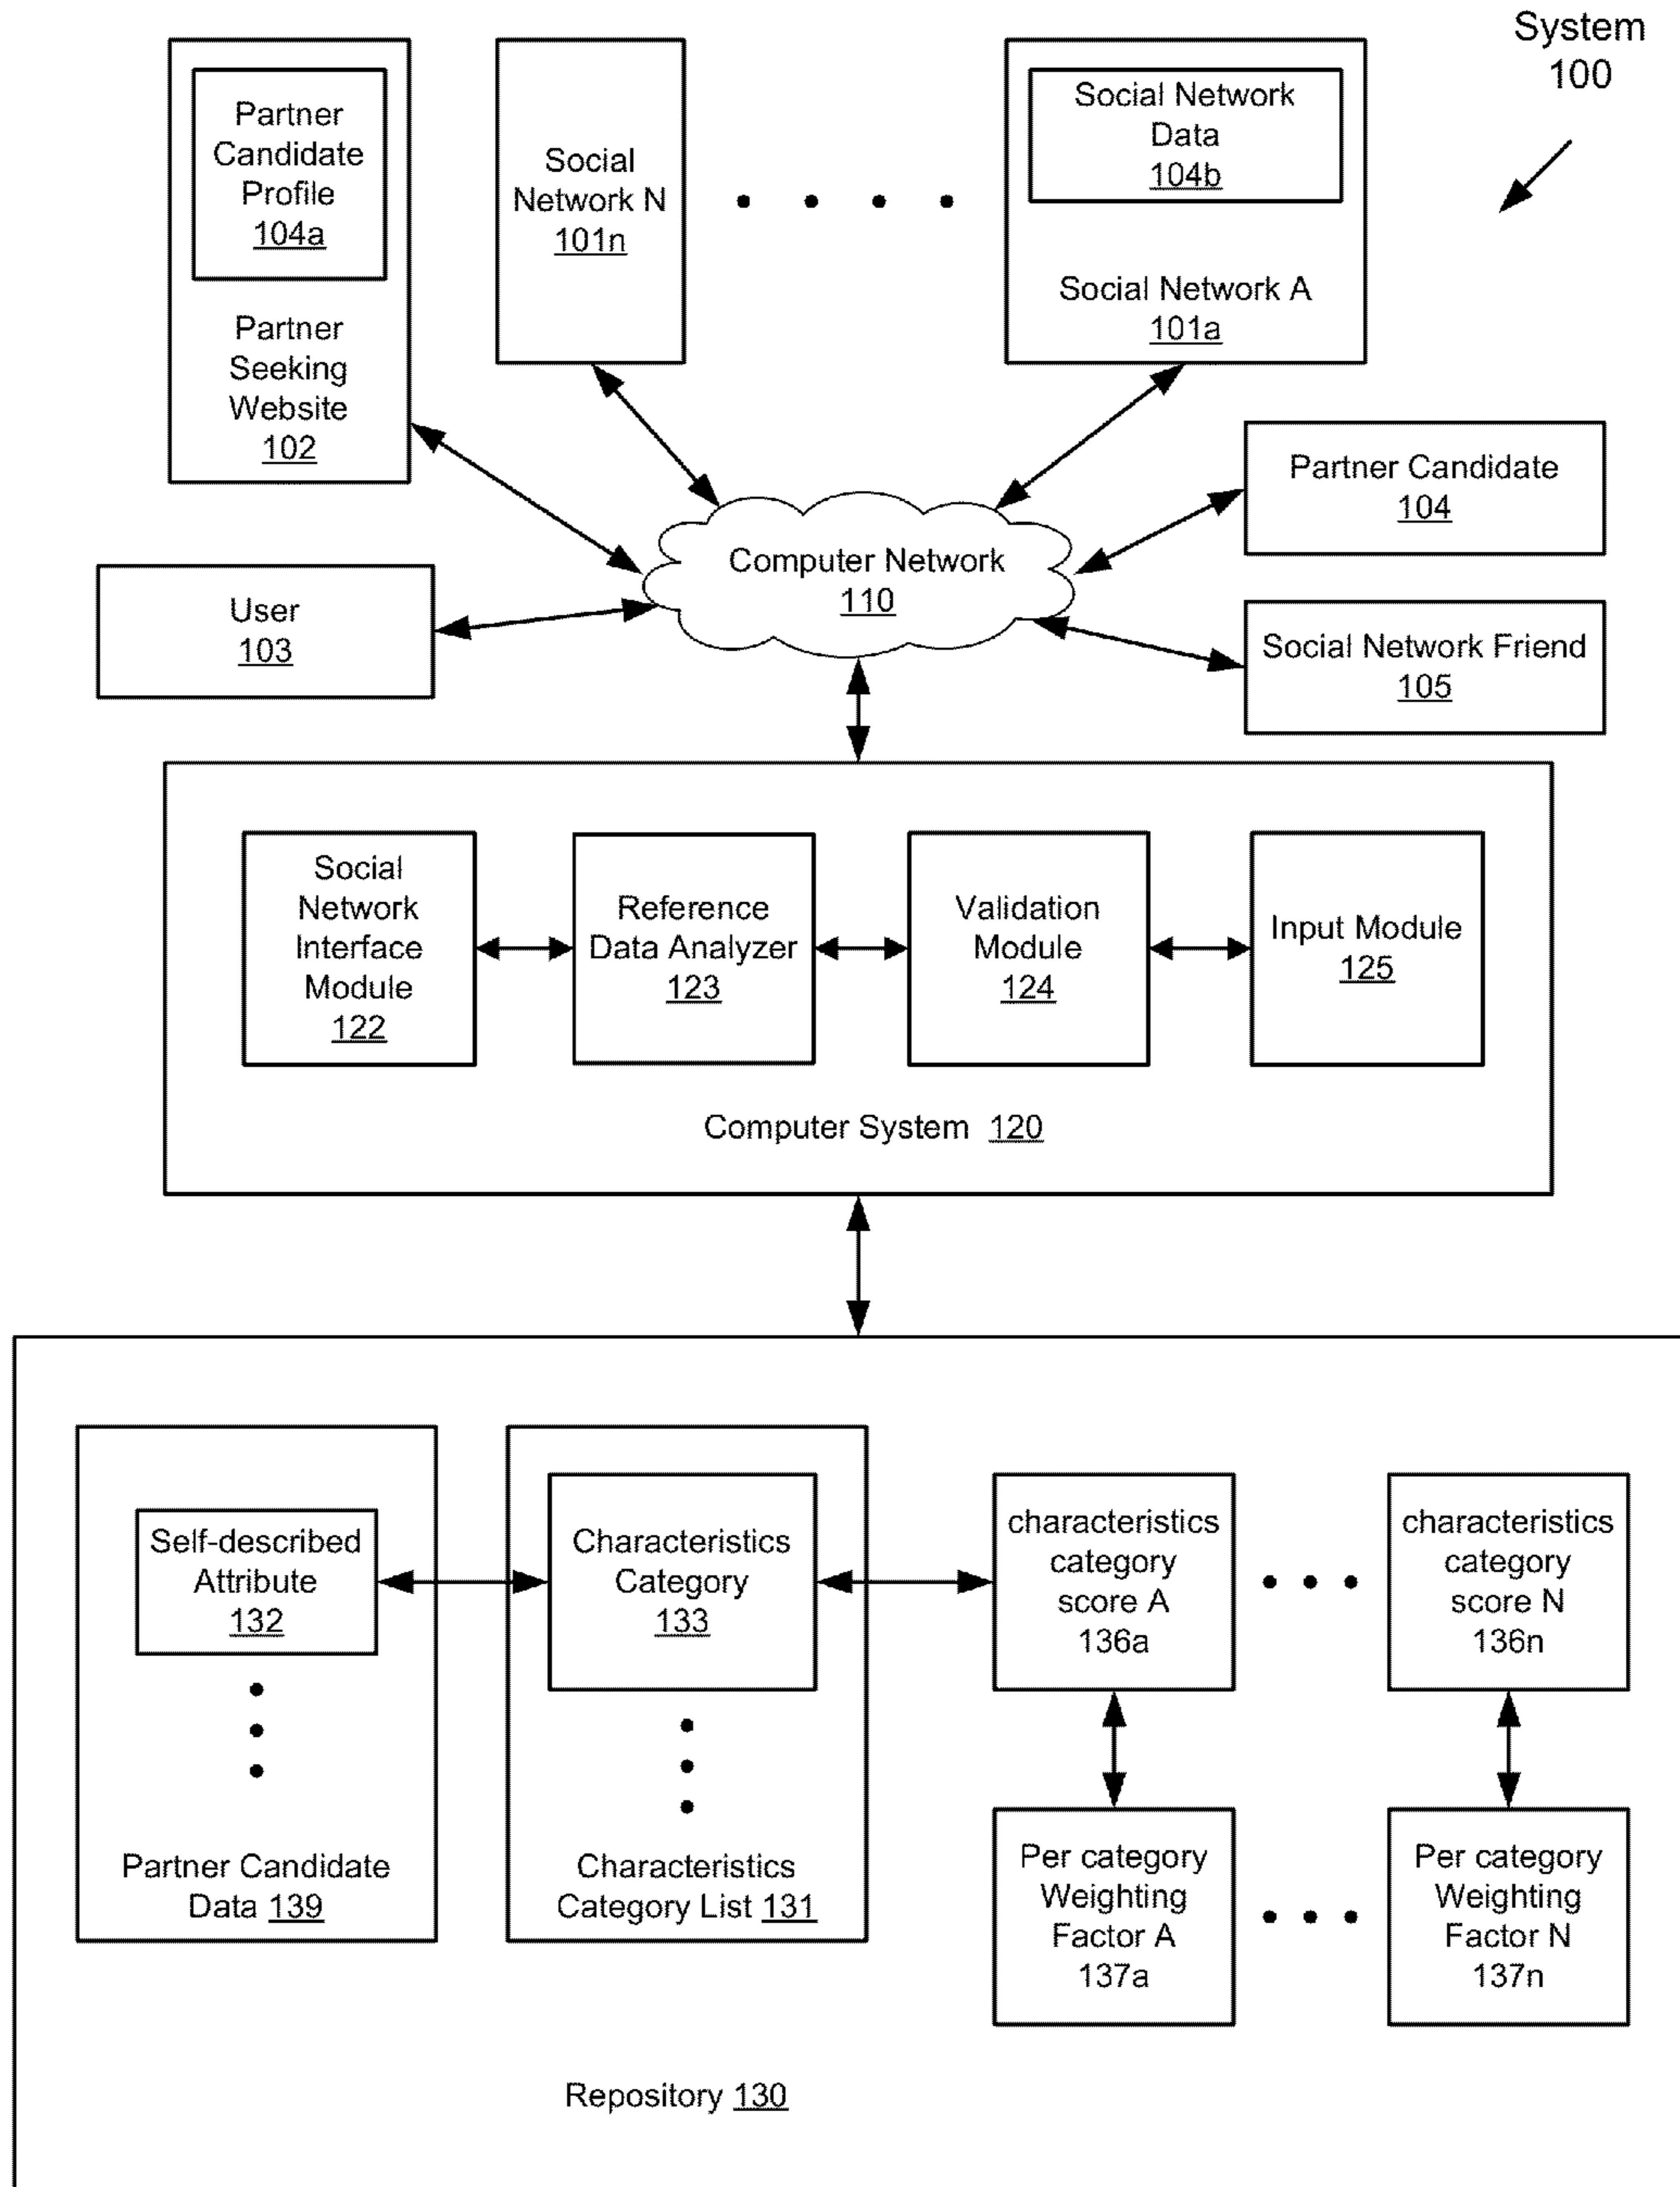 System
100
Partner
Candidate
Profile
104a
Partner
Seeking
Website
102
Social
Network N
101n
Social Network
Data
104b
Social Network A
101a
Partner Candidate
104
Computer Network
110
User
103
Social Network Friend
105
Social
Network
Interface
Module
122
Reference
Data Analyzer
123
Validation
Module
124
Input Module
125
Computer System 120
Self-described
Attribute
132
Partner Candidate
Data 139
Characteristics
Category
133
Characteristics
Category List 131
characteristics
category
score A
136a
characteristics
category
score N
136n
Per category
Weighting
Factor A
137a
Per category
Weighting
Factor N
137n
Repository 130